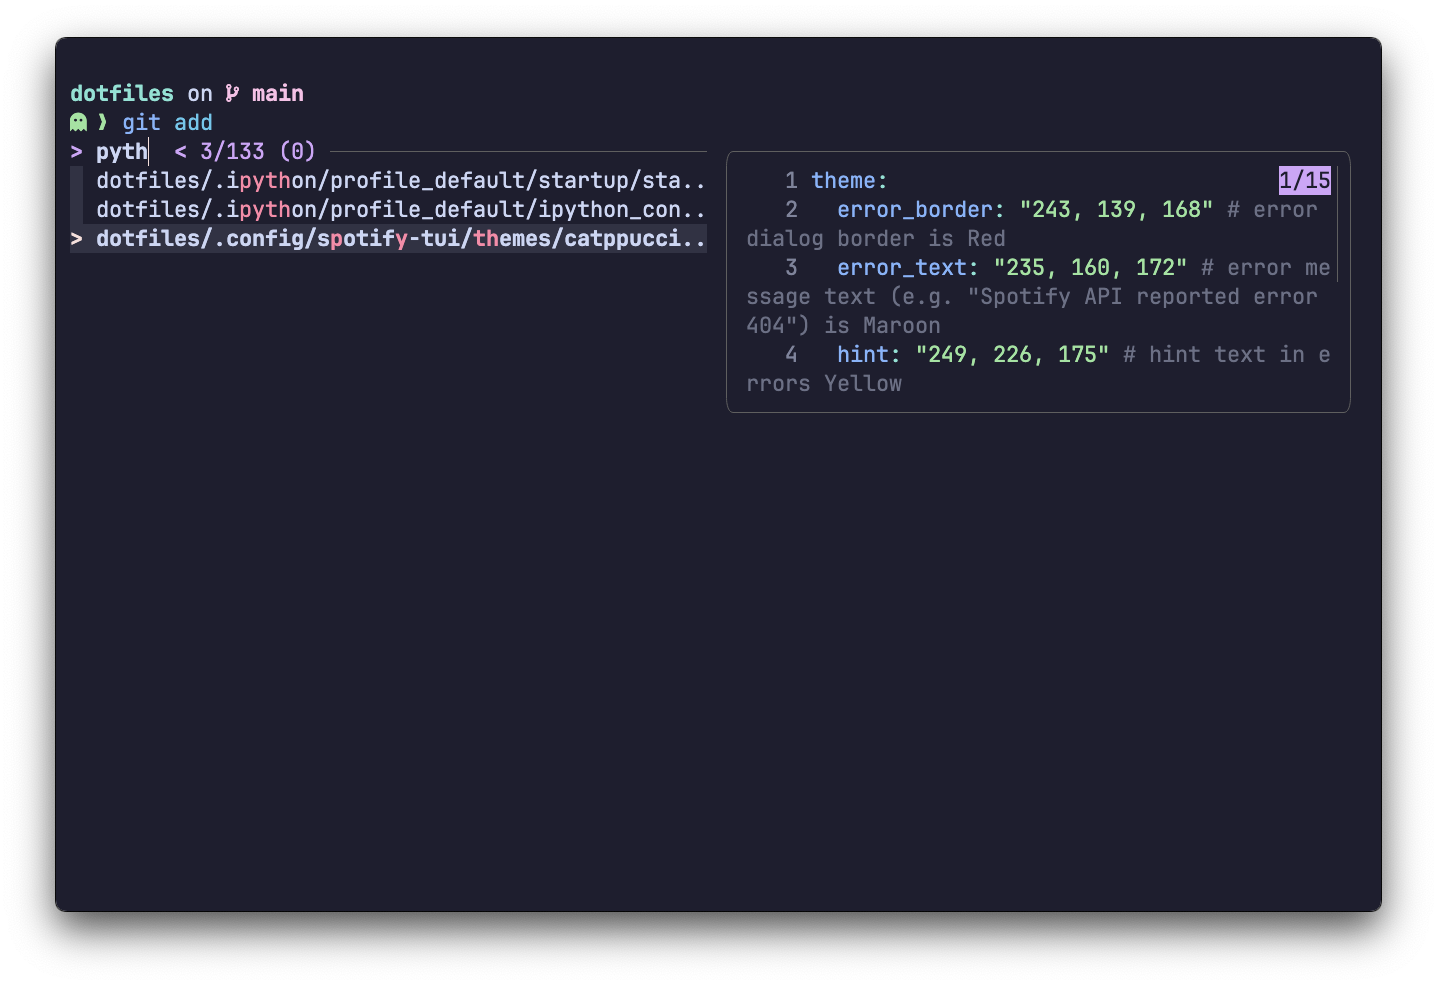 dotfiles on main
git add
> pyth < 3/133 (0)
dotfiles/.ipython/profile_default/startup/sta..
dotfiles/.ipython/profile_default/ipython_con..
> dotfiles/.config/spotify-tui/themes/catppucci..
1 theme: 1/15
2 error_border: "243, 139, 168" # error
dialog border is Red
3 error_text: "235, 160, 172" # error me
ssage text (e.g. "Spotify API reported error
404") is Maroon
4 hint: "249, 226, 175" # hint text in e
rrors Yellow